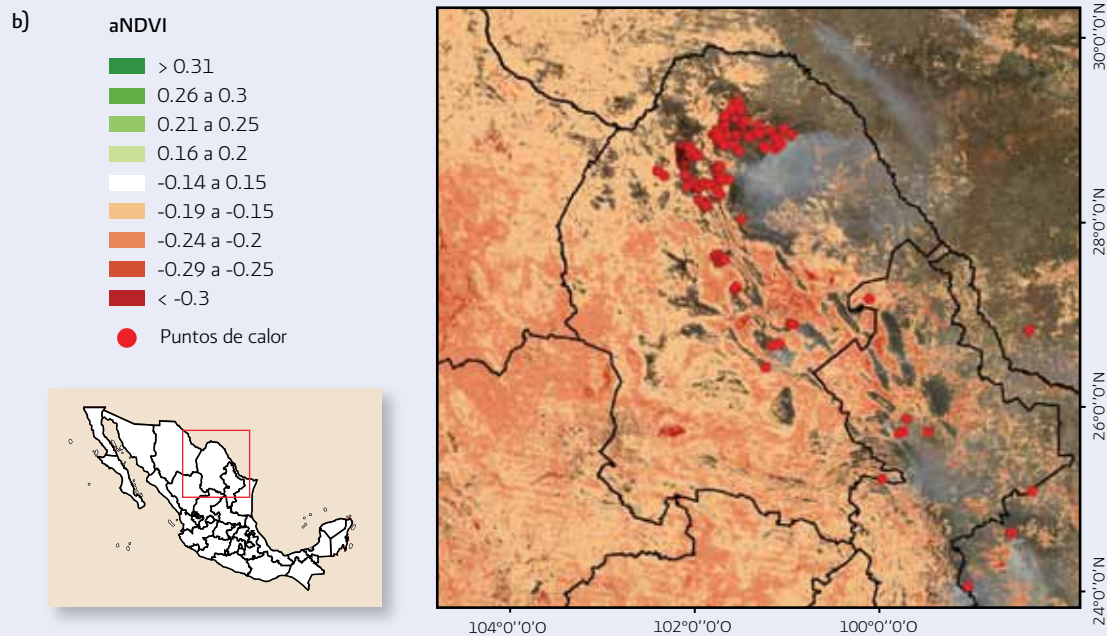 b)
aNDVI
> 0.31
0.26 a 0.3
0.21 a 0.25
0.16 a 0.2
-0.14 a 0.15
-0.19 a -0.15
-0.24 a -0.2
-0.29 a -0.25
< -0.3
Puntos de calor
30°0''0.N
28°0''0.N
26°0''0.N
24°0''0.N
104°0''0'O
102°0''0'O
100°0''0'O